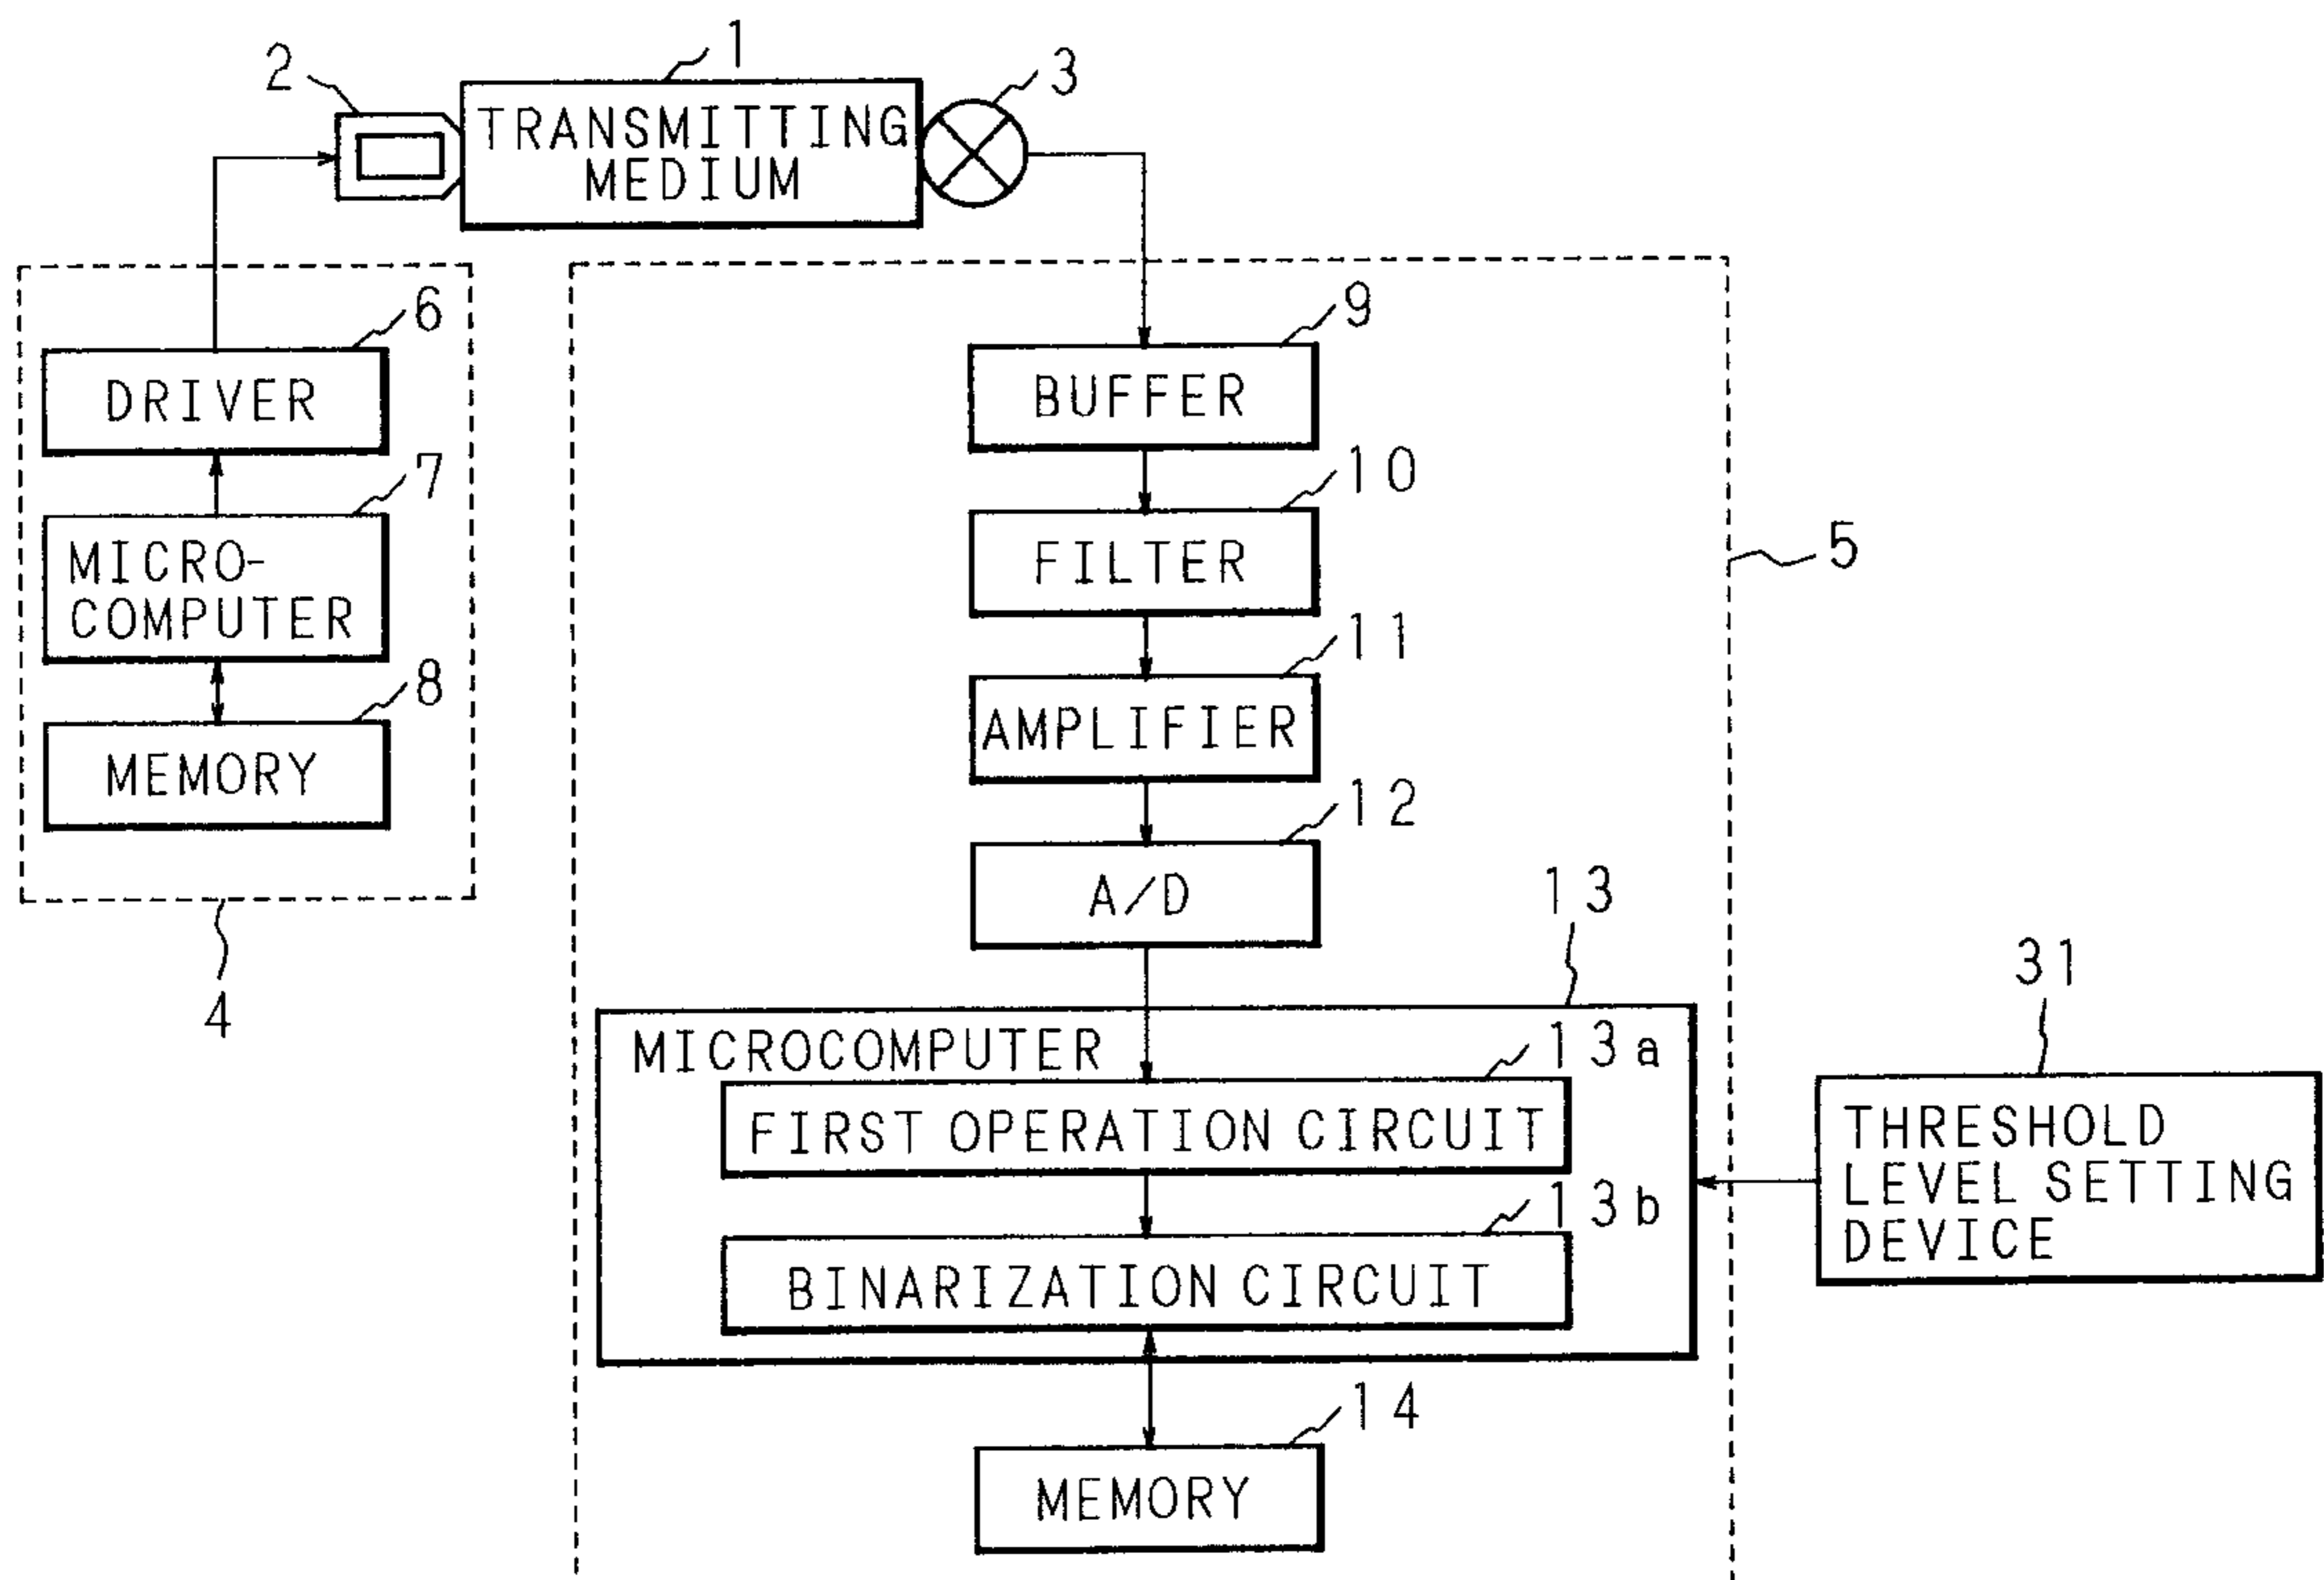 1
2
3
TRANSMITTING
MEDIUM
6
DRIVER
7
MICRO-
COMPUTER
8
MEMORY
4
9
BUFFER
10
FILTER
5
11
AMPLIFIER
12
A/D
13
MICROCOMPUTER
13a
FIRST OPERATION CIRCUIT
13b
BINARIZATION CIRCUIT
31
THRESHOLD
LEVEL SETTING
DEVICE
14
MEMORY